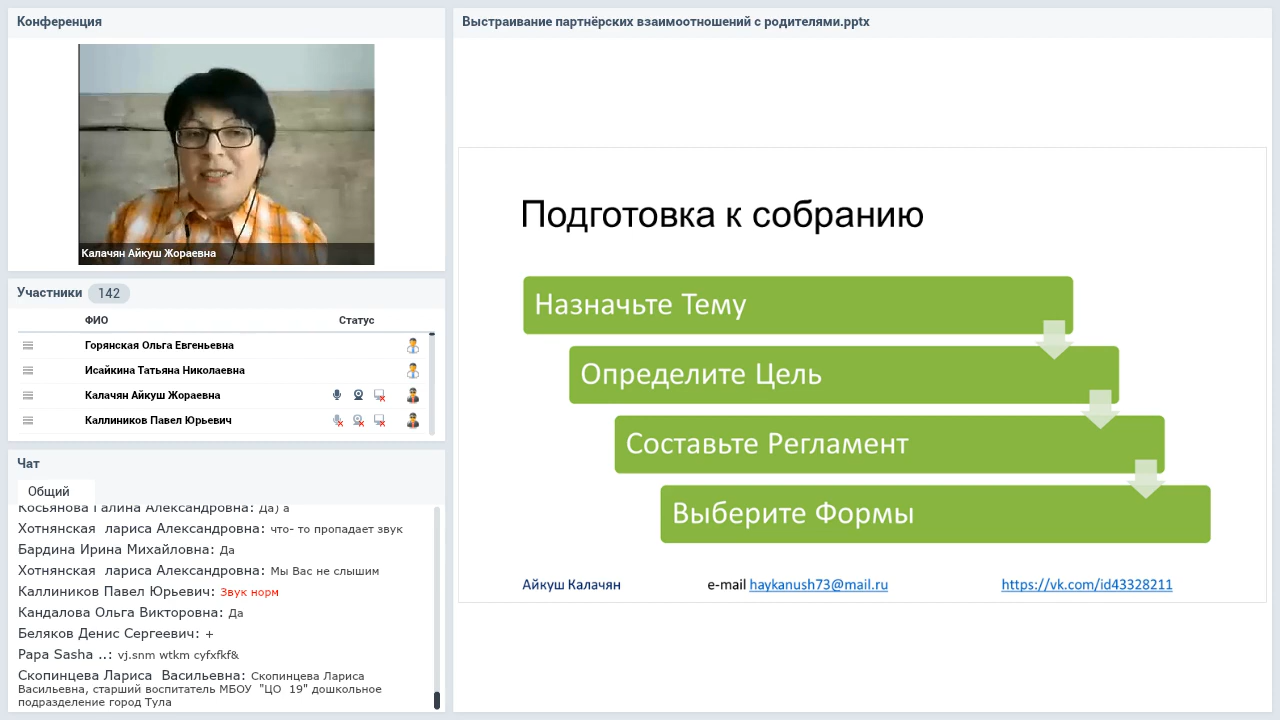 Конференция
Калачян Айкуш Жораевна
Участники 142
ФИО Статус
Горянская Ольга Евгеньевна
Исайкина Татьяна Николаевна
Калачян Айкуш Жораевна
Каллиников Павел Юрьевич
Чат
Общий
Косьянова Галина Александровна: Да) а
Хотнянская лариса Александровна: что- то пропадает звук
Бардина Ирина Михайловна: Да
Хотнянская лариса Александровна: Мы Вас не слышим
Каллиников Павел Юрьевич: Звук норм
Кандалова Ольга Викторовна: Да
Беляков Денис Сергеевич: +
Papa Sasha ..: vj.snm wtkm cyfxfkf&
Скопинцева Лариса Васильевна: Скопинцева Лариса
Васильевна, старший воспитатель МБОУ "ЦО 19" дошкольное
подразделение город Тула
Выстраивание партнёрских взаимоотношений с родителями.pptx
Подготовка к собранию
Назначьте Тему
Определите Цель
Составьте Регламент
Выберите Формы
Айкуш Калачян e-mail haykanush73@mail.ru https://vk.com/id43328211